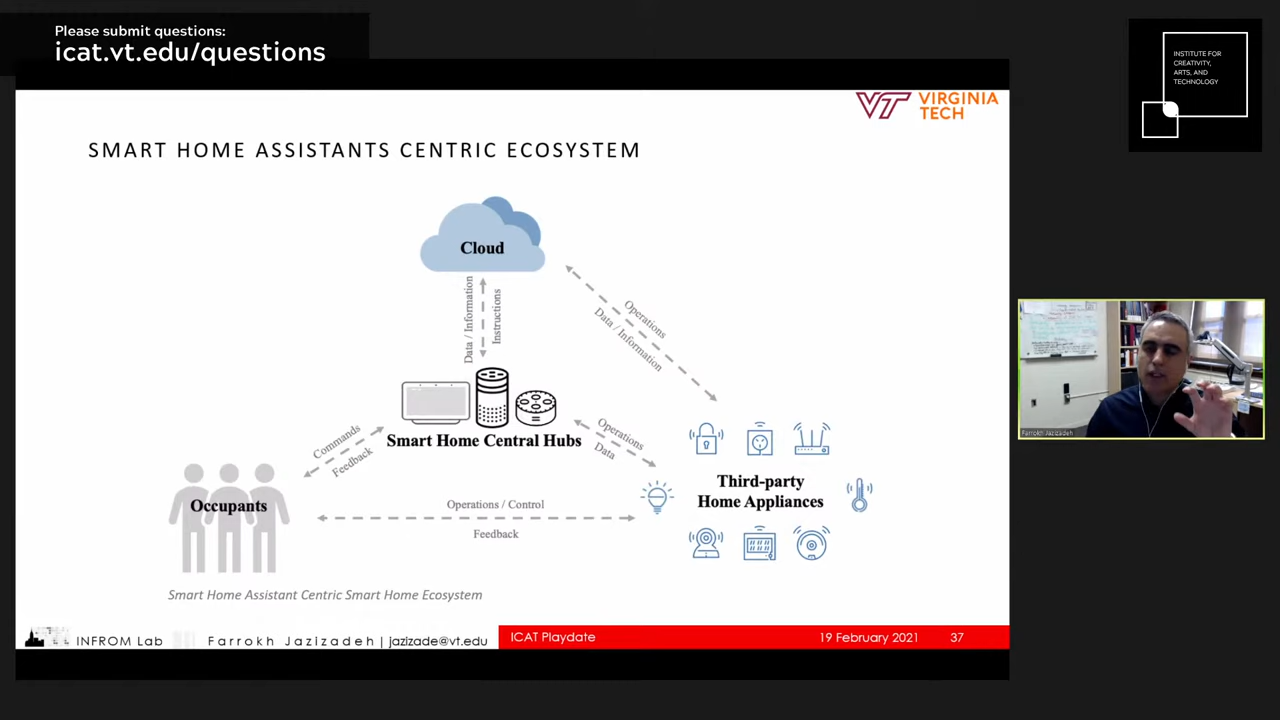 Please submit questions:
icat.vt.edu/questions
INSTITUTE FOR
CREATIVITY,
ARTS, AND
TECHNOLOGY
VT VIRGINIA
TECH
SMART HOME ASSISTANTS CENTRIC ECOSYSTEM
Cloud
Data / Information
Instructions
Operations
Data / Information
Smart Home Central Hubs
Commands
Feedback
Operations
Data
Third-party
Home Appliances
Occupants
Operations / Control
Feedback
Smart Home Assistant Centric Smart Home Ecosystem
INFROM Lab
Farrokh Jazizadeh | jazizade@vt.edu
ICAT Playdate
19 February 2021
37
Farrokh Jazizadeh